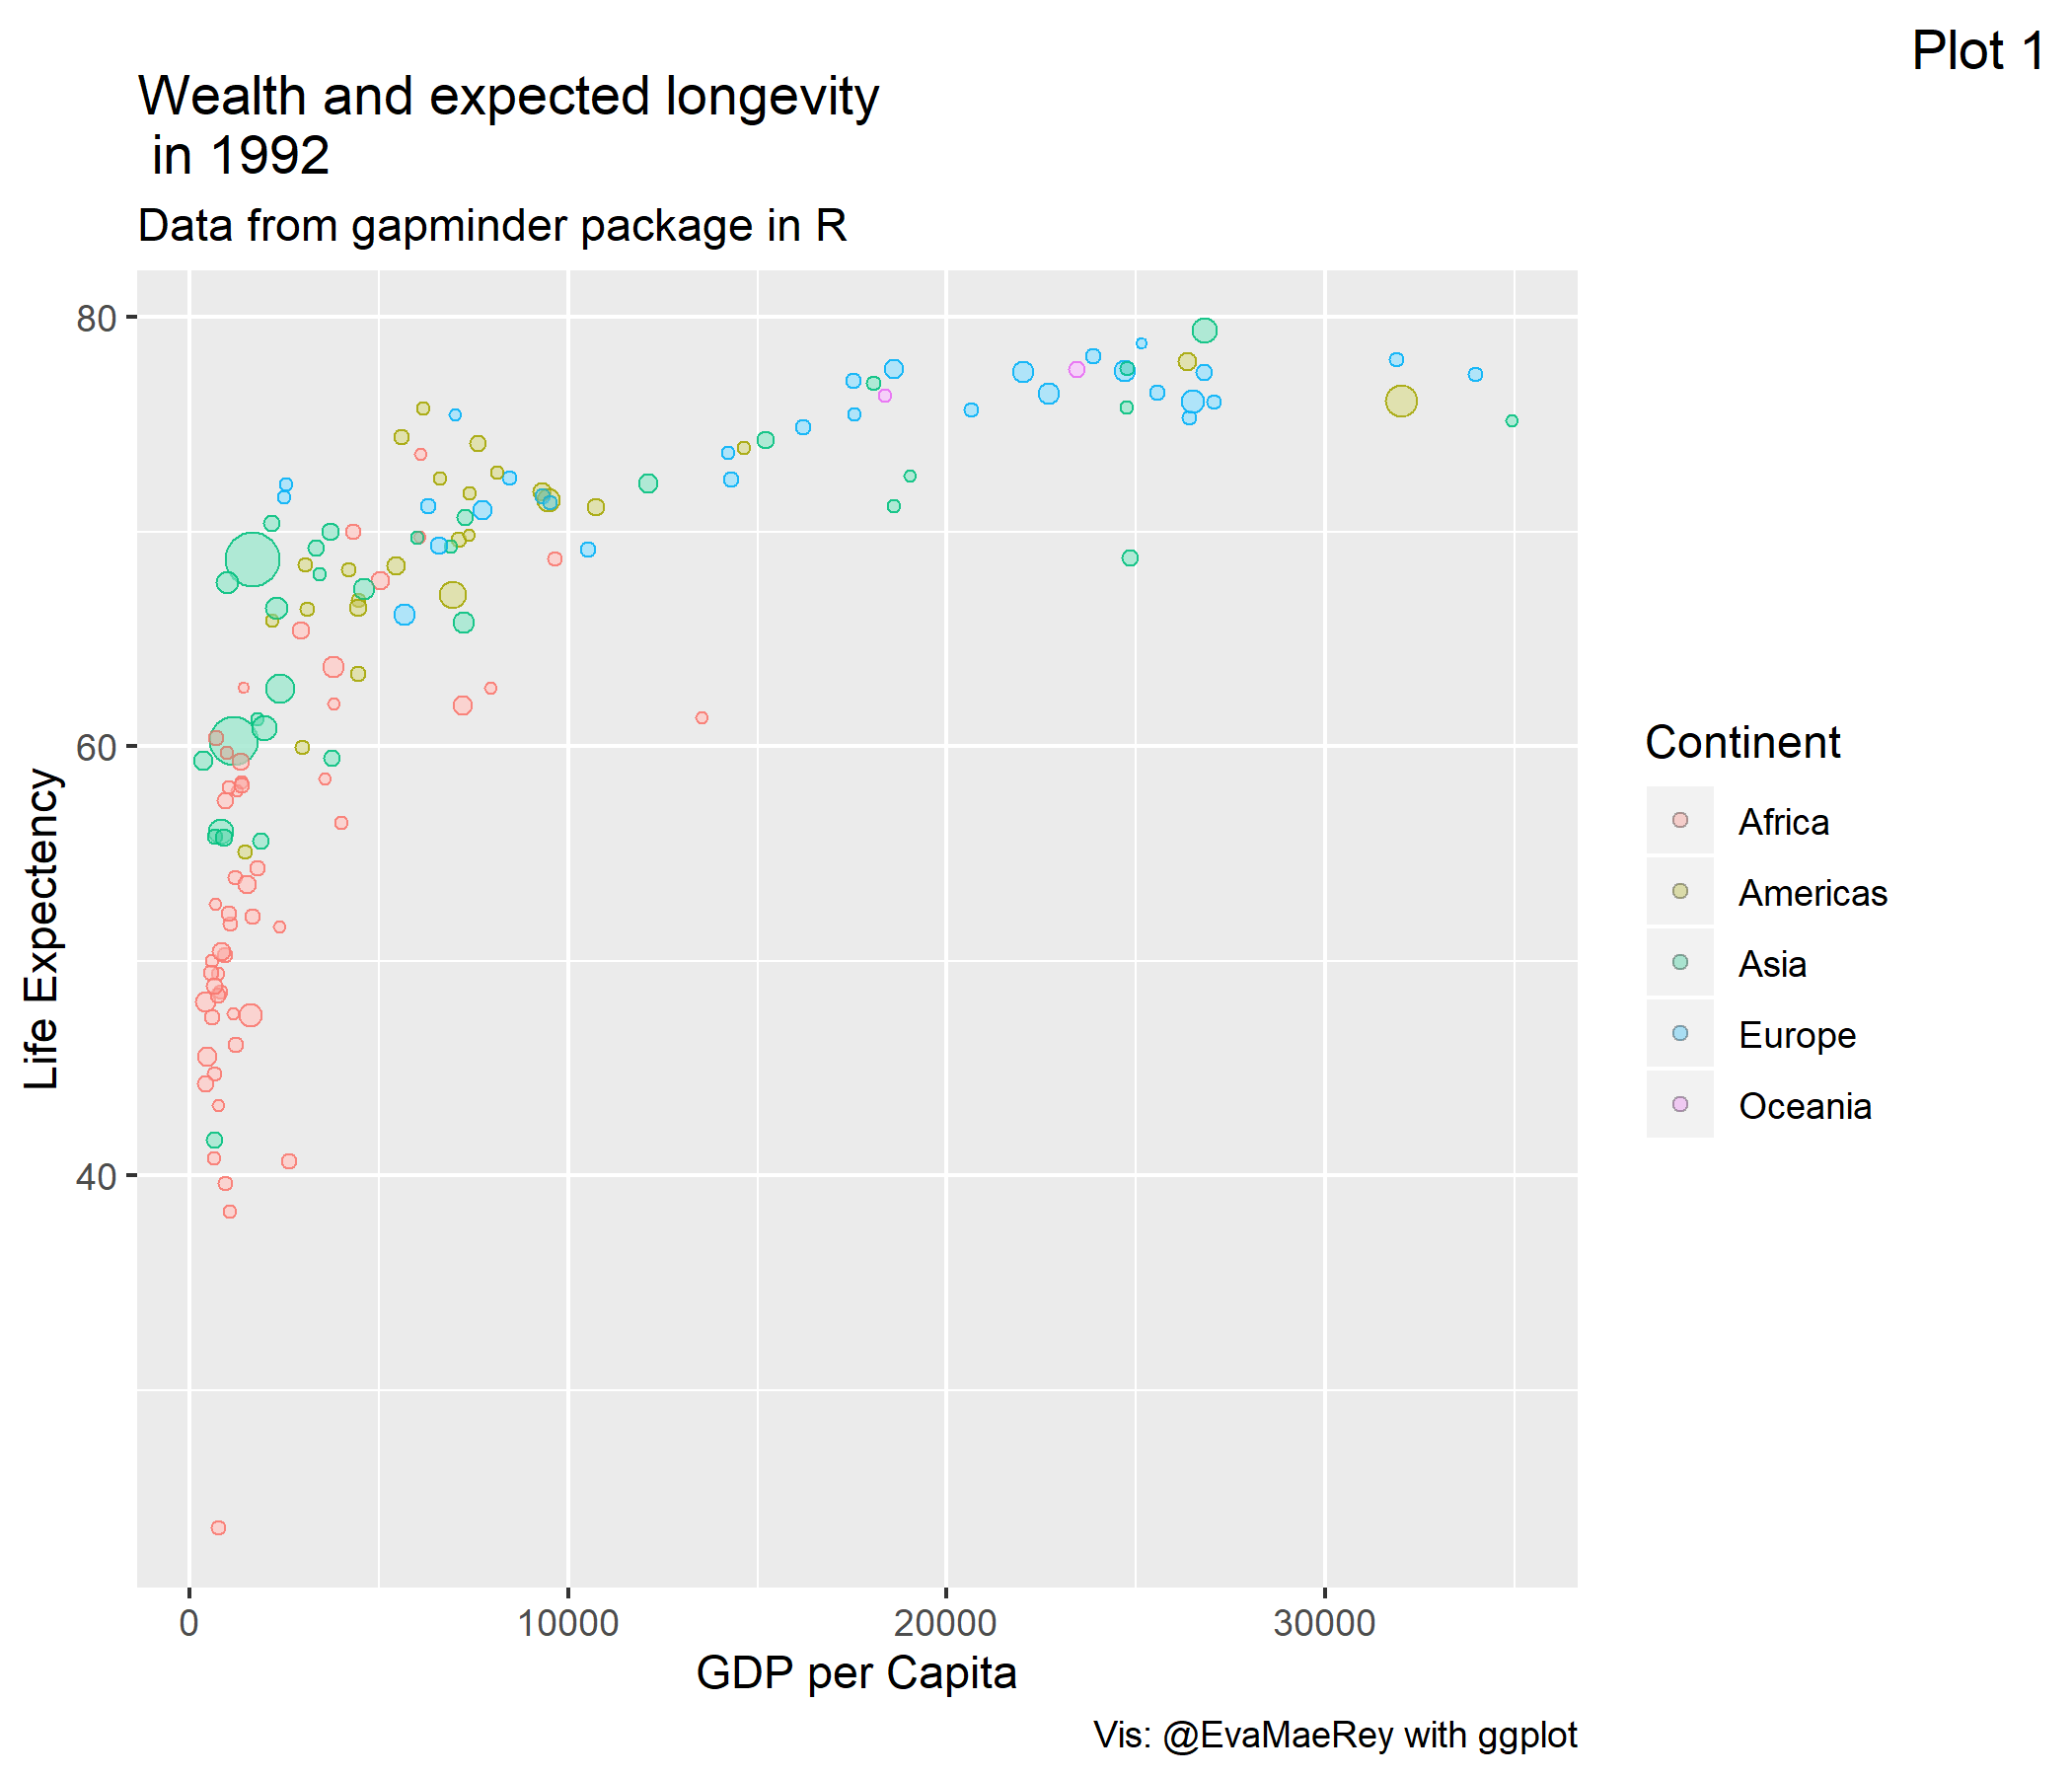 Plot 1
Wealth and expected longevity
in 1992
Data from gapminder package in R
80
60
40
Life Expectency
0 10000 20000 30000
GDP per Capita
Continent
Africa
Americas
Asia
Europe
Oceania
Vis: @EvaMaeRey with ggplot